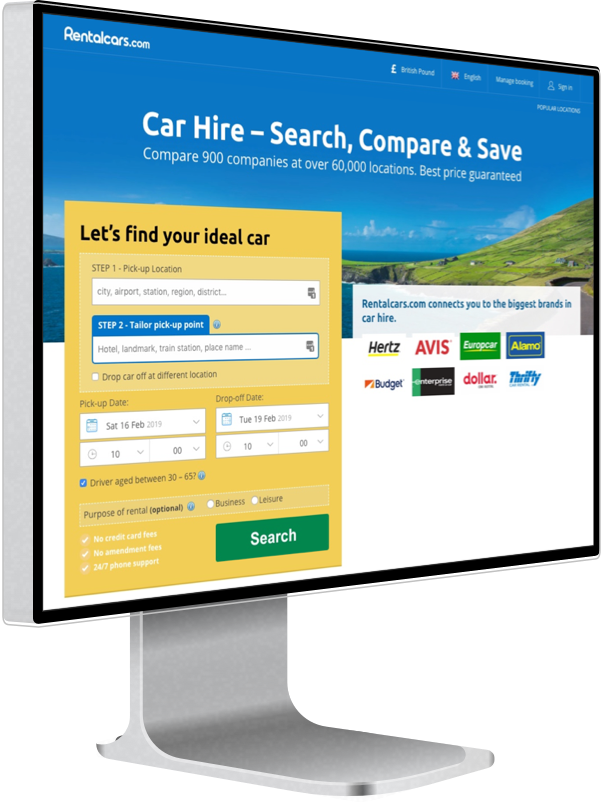 Rentalcars.com
£ British Pound
English
Manage booking
Sign in
POPULAR LOCATIONS
Car Hire – Search, Compare & Save
Compare 900 companies at over 60,000 locations. Best price guaranteed
Let's find your ideal car
STEP 1 - Pick-up Location
city, airport, station, region, district...
STEP 2 - Tailor pick-up point
Hotel, landmark, train station, place name ...
Drop car off at different location
Pick-up Date:
Drop-off Date:
Sat 16 Feb 2019
Tue 19 Feb 2019
10
00
10
00
Driver aged between 30 – 65?
Purpose of rental (optional)
Business
Leisure
No credit card fees
No amendment fees
24/7 phone support
Search
Rentalcars.com connects you to the biggest brands in
car hire.
Hertz
AVIS
Europcar
Alamo
Budget
enterprise
dollar.
Thrifty